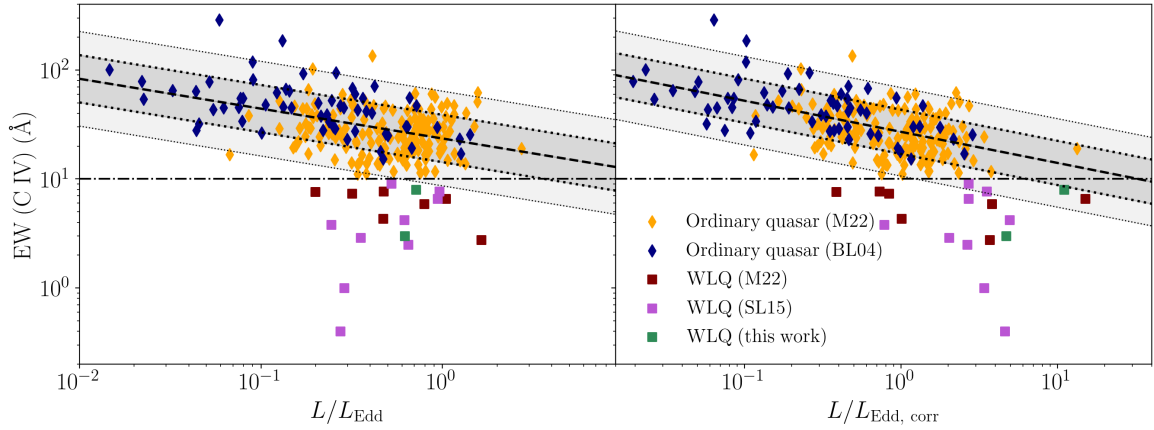 EW (C IV) (Å)
10²
10¹
10⁰
10⁻²
10⁻¹
10⁰
L/L_Edd
Ordinary quasar (M22)
Ordinary quasar (BL04)
WLQ (M22)
WLQ (SL15)
WLQ (this work)
10⁻¹
10⁰
10¹
L/L_Edd, corr